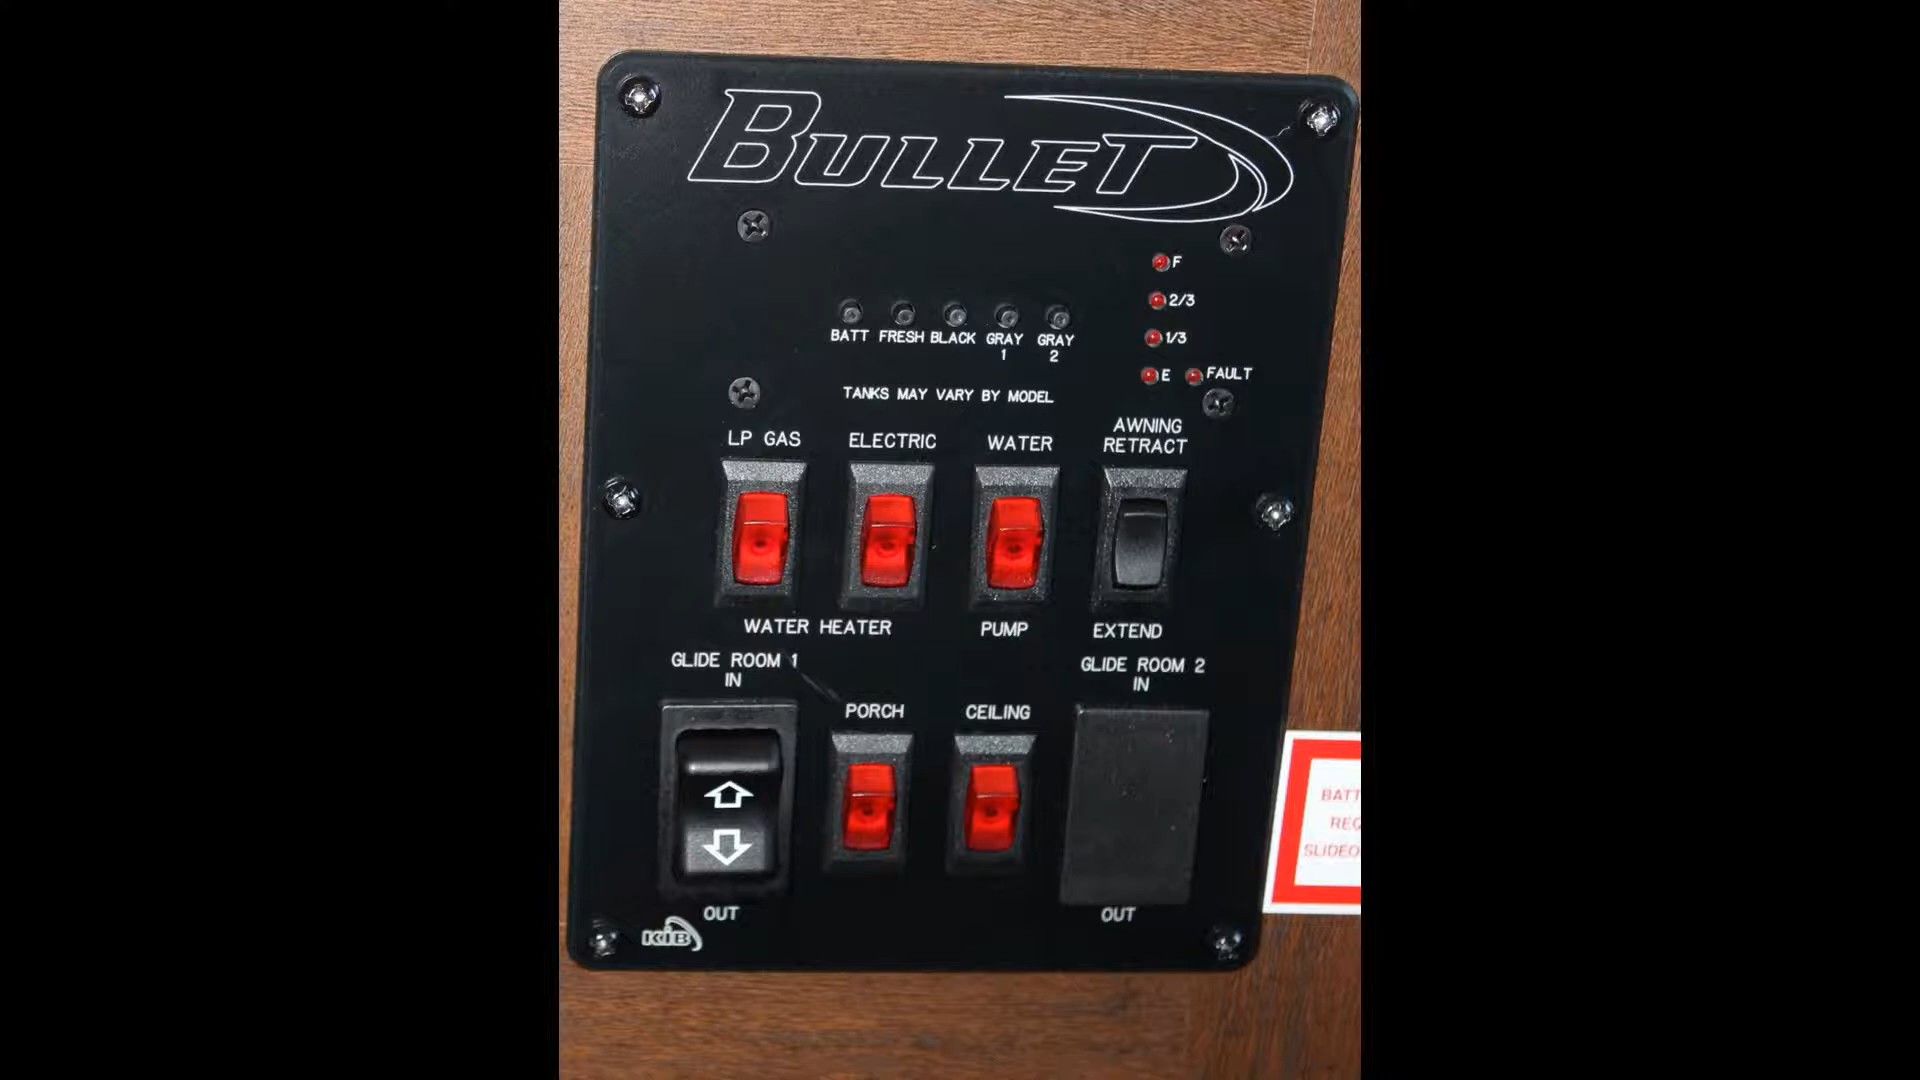 BULLET
F
2/3
1/3
E FAULT
BATT FRESH BLACK GRAY 1 GRAY 2
TANKS MAY VARY BY MODEL
LP GAS ELECTRIC WATER AWNING RETRACT
WATER HEATER PUMP EXTEND
GLIDE ROOM 1 IN
GLIDE ROOM 2 IN
PORCH CEILING
OUT
OUT
KIB
BATT
REQ
SLIDEO